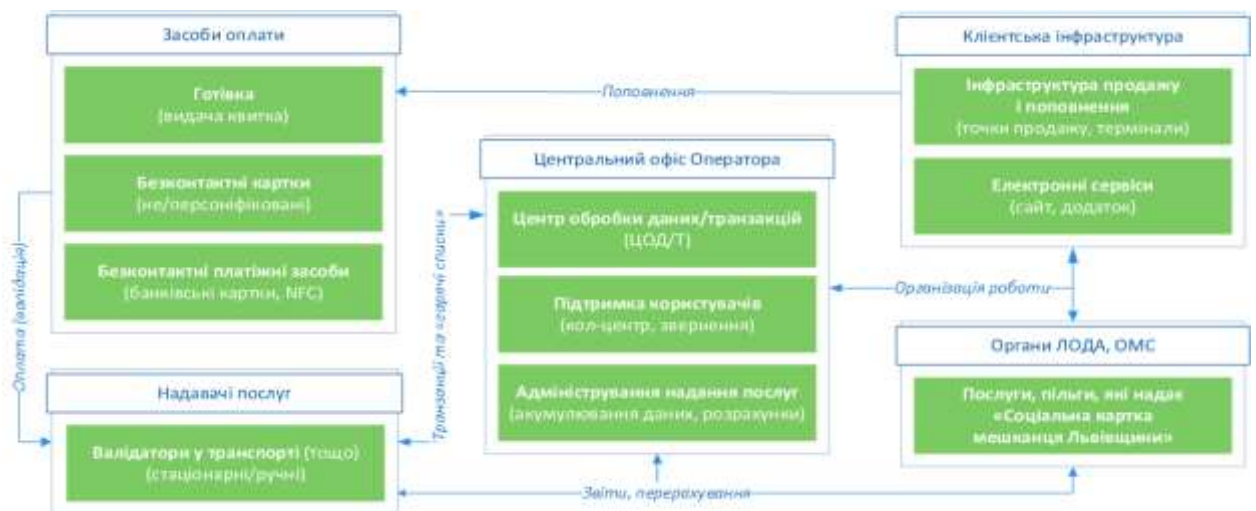 Засоби оплати
Готівка
(видача квитка)
Безконтактні картки
(не/персоніфіковані)
Безконтактні платіжні засоби
(банківські картки, NFC)
Оплата (валідація)
Надавачі послуг
Валідатори у транспорті (тощо)
(стаціонарні/ручні)
Поповнення
Транзакції та «гарячі списки»
Центральний офіс Оператора
Центр обробки даних/транзакцій
(ЦОД/Т)
Підтримка користувачів
(кол-центр, звернення)
Адміністрування надання послуг
(акумулювання даних, розрахунки)
Звіти, перерахування
Клієнтська інфраструктура
Інфраструктура продажу
і поповнення
(точки продажу, термінали)
Електронні сервіси
(сайт, додаток)
Організація роботи
Органи ЛОДА, ОМС
Послуги, пільги, які надає
«Соціальна картка
мешканця Львівщини»